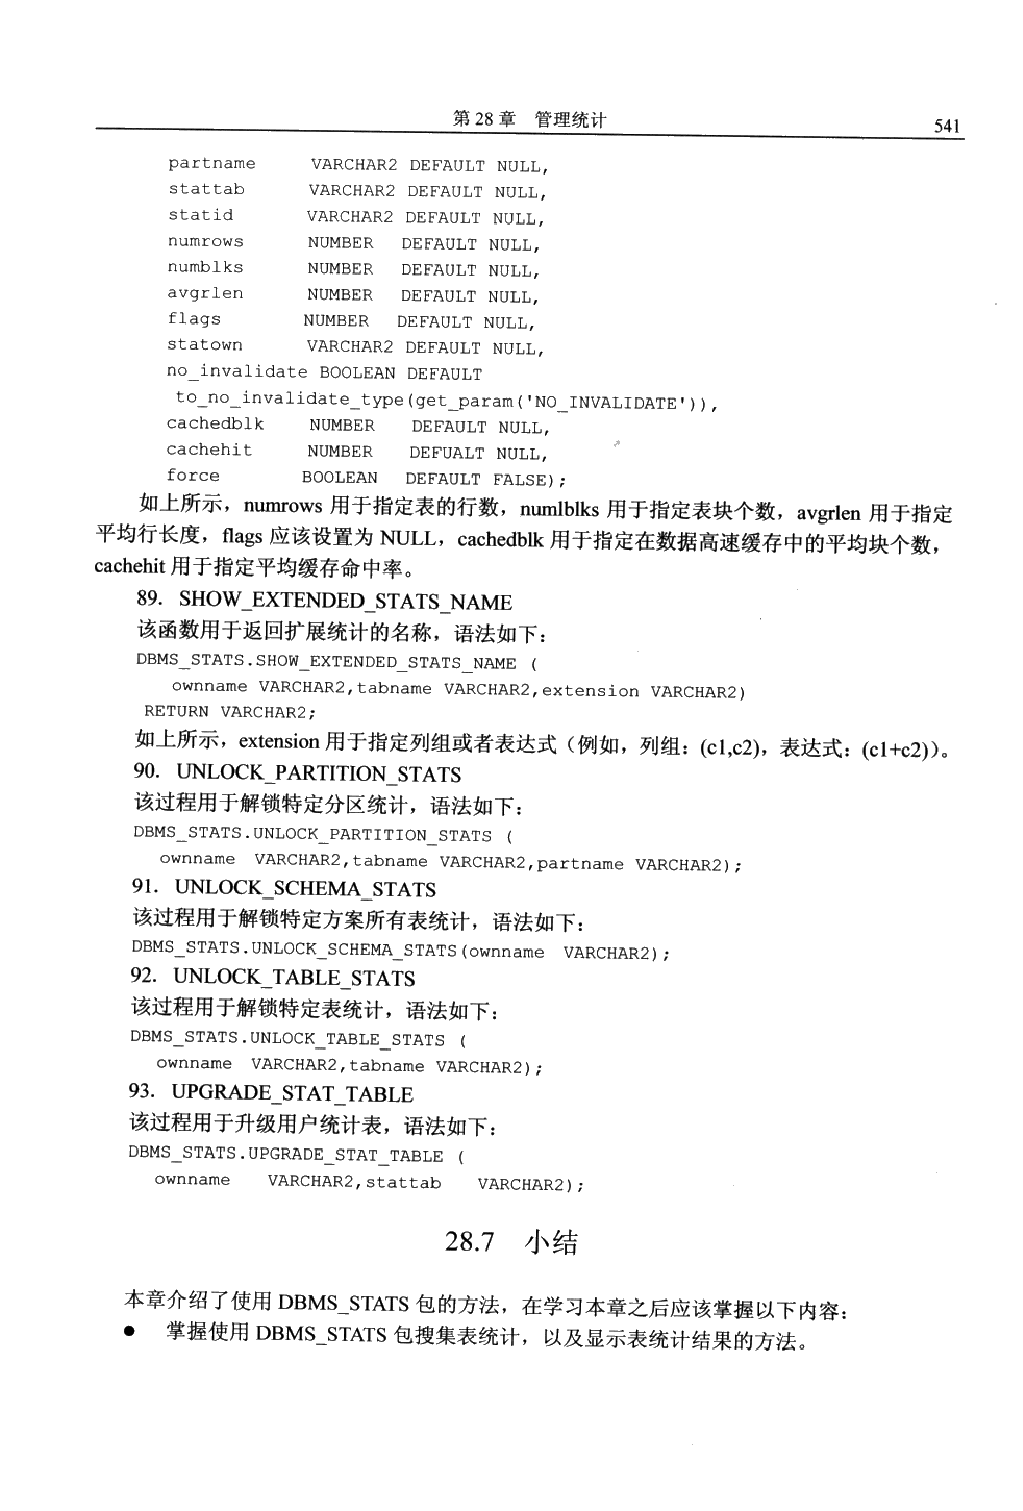 第 28 章 管理统计 541
partname VARCHAR2 DEFAULT NULL,
stattab VARCHAR2 DEFAULT NULL,
statid VARCHAR2 DEFAULT NULL,
numrows NUMBER DEFAULT NULL,
numblks NUMBER DEFAULT NULL,
avgrlen NUMBER DEFAULT NULL,
flags NUMBER DEFAULT NULL,
statown VARCHAR2 DEFAULT NULL,
no_invalidate BOOLEAN DEFAULT
to_no_invalidate_type(get_param('NO_INVALIDATE')),
cachedblk NUMBER DEFAULT NULL,
cachehit NUMBER DEFUALT NULL,
force BOOLEAN DEFAULT FALSE);
如上所示，numrows 用于指定表的行数，numlblks 用于指定表块个数，avgrlen 用于指定
平均行长度，flags 应该设置为 NULL，cachedblk 用于指定在数据高速缓存中的平均块个数，
cachehit 用于指定平均缓存命中率。
89. SHOW_EXTENDED_STATS_NAME
该函数用于返回扩展统计的名称，语法如下：
DBMS_STATS.SHOW_EXTENDED_STATS_NAME (
ownname VARCHAR2,tabname VARCHAR2,extension VARCHAR2)
RETURN VARCHAR2;
如上所示，extension 用于指定列组或者表达式（例如，列组：(c1,c2)，表达式：(c1+c2)）。
90. UNLOCK_PARTITION_STATS
该过程用于解锁特定分区统计，语法如下：
DBMS_STATS.UNLOCK_PARTITION_STATS (
ownname VARCHAR2,tabname VARCHAR2,partname VARCHAR2);
91. UNLOCK_SCHEMA_STATS
该过程用于解锁特定方案所有表统计，语法如下：
DBMS_STATS.UNLOCK_SCHEMA_STATS(ownname VARCHAR2);
92. UNLOCK_TABLE_STATS
该过程用于解锁特定表统计，语法如下：
DBMS_STATS.UNLOCK_TABLE_STATS (
ownname VARCHAR2,tabname VARCHAR2);
93. UPGRADE_STAT_TABLE
该过程用于升级用户统计表，语法如下：
DBMS_STATS.UPGRADE_STAT_TABLE (
ownname VARCHAR2,stattab VARCHAR2);
28.7 小结
本章介绍了使用 DBMS_STATS 包的方法，在学习本章之后应该掌握以下内容：
● 掌握使用 DBMS_STATS 包搜集表统计，以及显示表统计结果的方法。